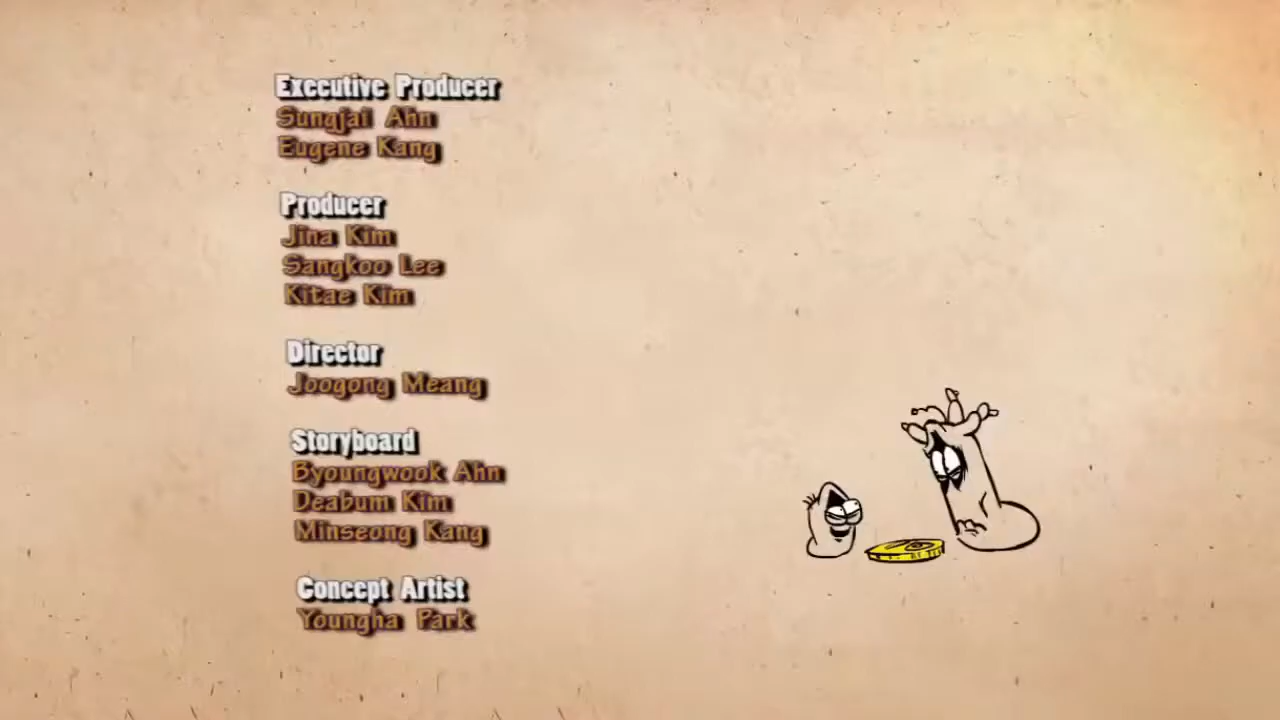 Executive Producer
Sungjai Ahn
Eugene Kang
Producer
Jina Kim
Sangkoo Lee
Kitae Kim
Director
Joogong Meang
Storyboard
Byoungwook Ahn
Deabum Kim
Minseong Kang
Concept Artist
Youngha Park